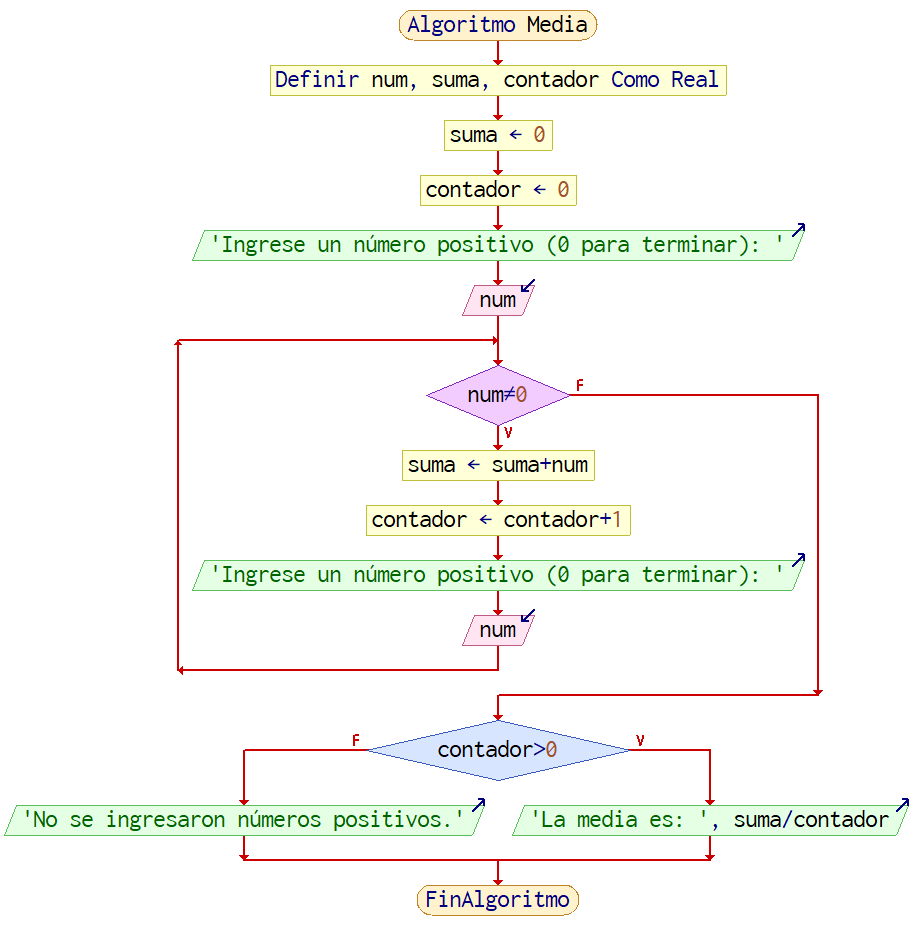 Algoritmo Media
Definir num, suma, contador Como Real
suma ← 0
contador ← 0
'Ingrese un número positivo (0 para terminar): '
num
num≠0
F
V
suma ← suma+num
contador ← contador+1
'Ingrese un número positivo (0 para terminar): '
num
contador>0
F
V
'No se ingresaron números positivos.'
'La media es: ', suma/contador
FinAlgoritmo